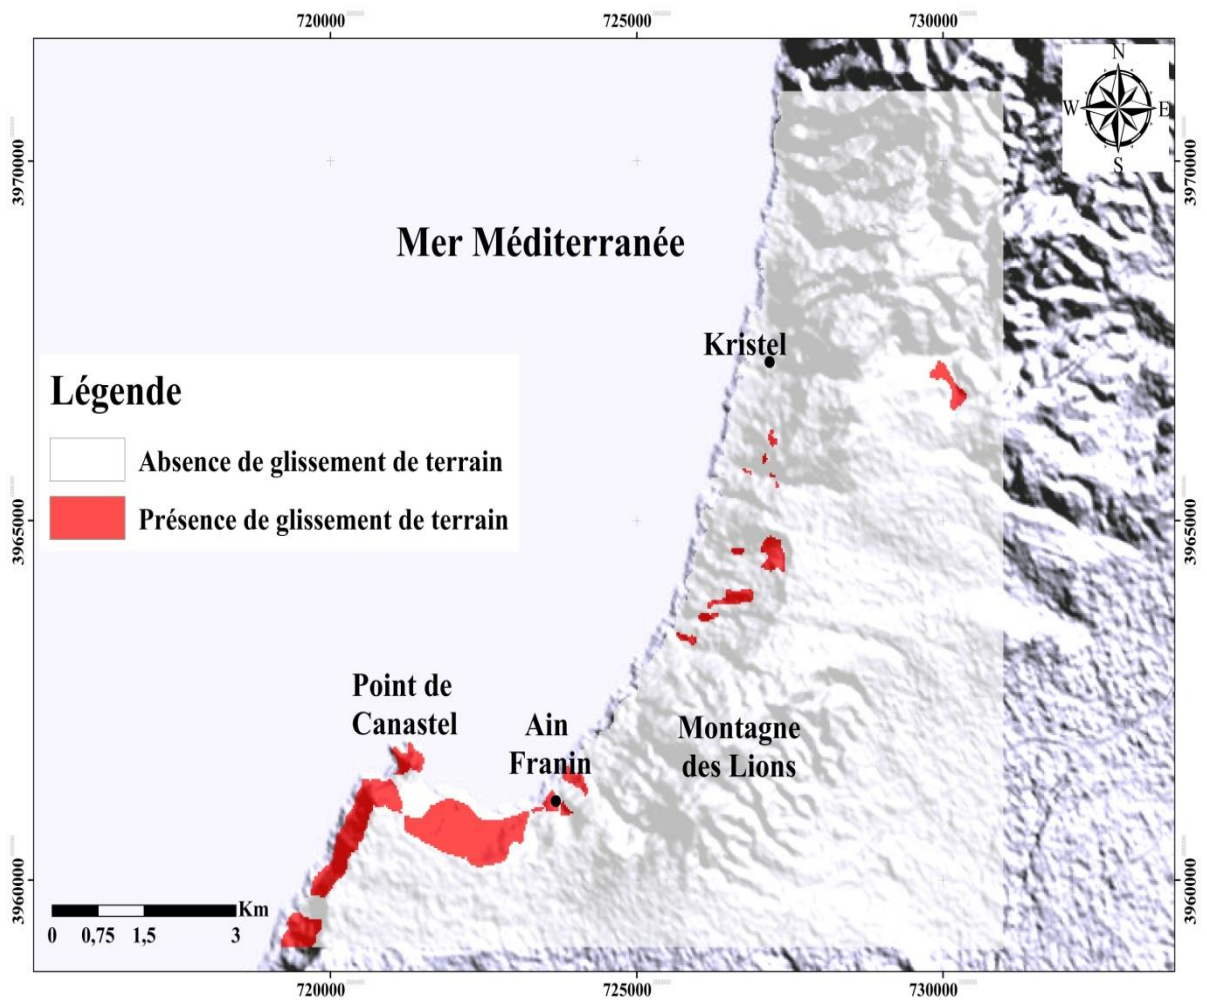 720000
725000
730000
N
W
E
S
3970000
3970000
Mer Méditerranée
Kristel
Légende
Absence de glissement de terrain
Présence de glissement de terrain
3965000
3965000
Point de
Canastel
Ain
Franin
Montagne
des Lions
3960000
3960000
Km
0 0,75 1,5 3
720000
725000
730000